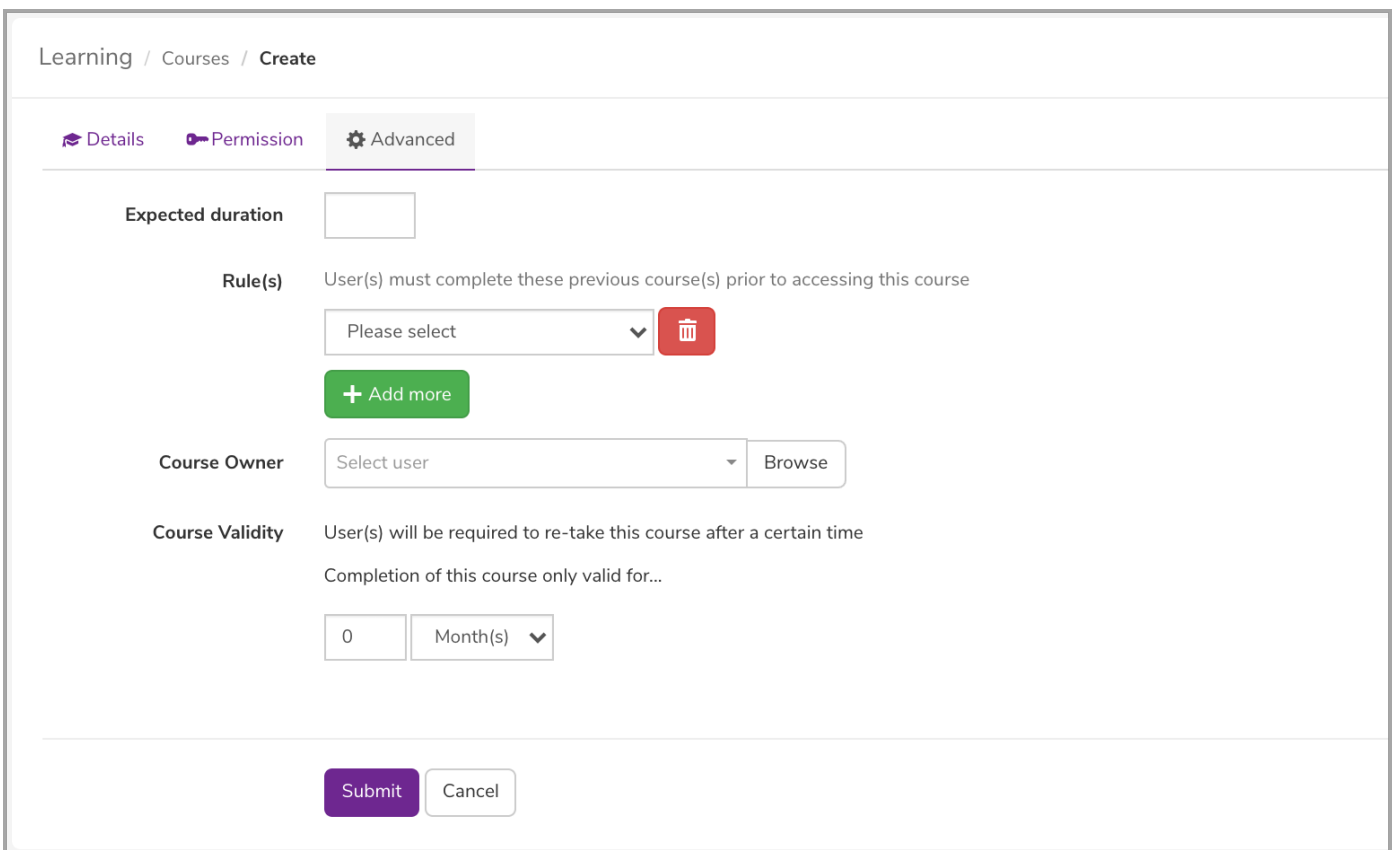 Learning / Courses / Create
Details Permission Advanced
Expected duration
Rule(s) User(s) must complete these previous course(s) prior to accessing this course
Please select
Add more
Course Owner Select user Browse
Course Validity User(s) will be required to re-take this course after a certain time
Completion of this course only valid for...
0 Month(s)
Submit Cancel